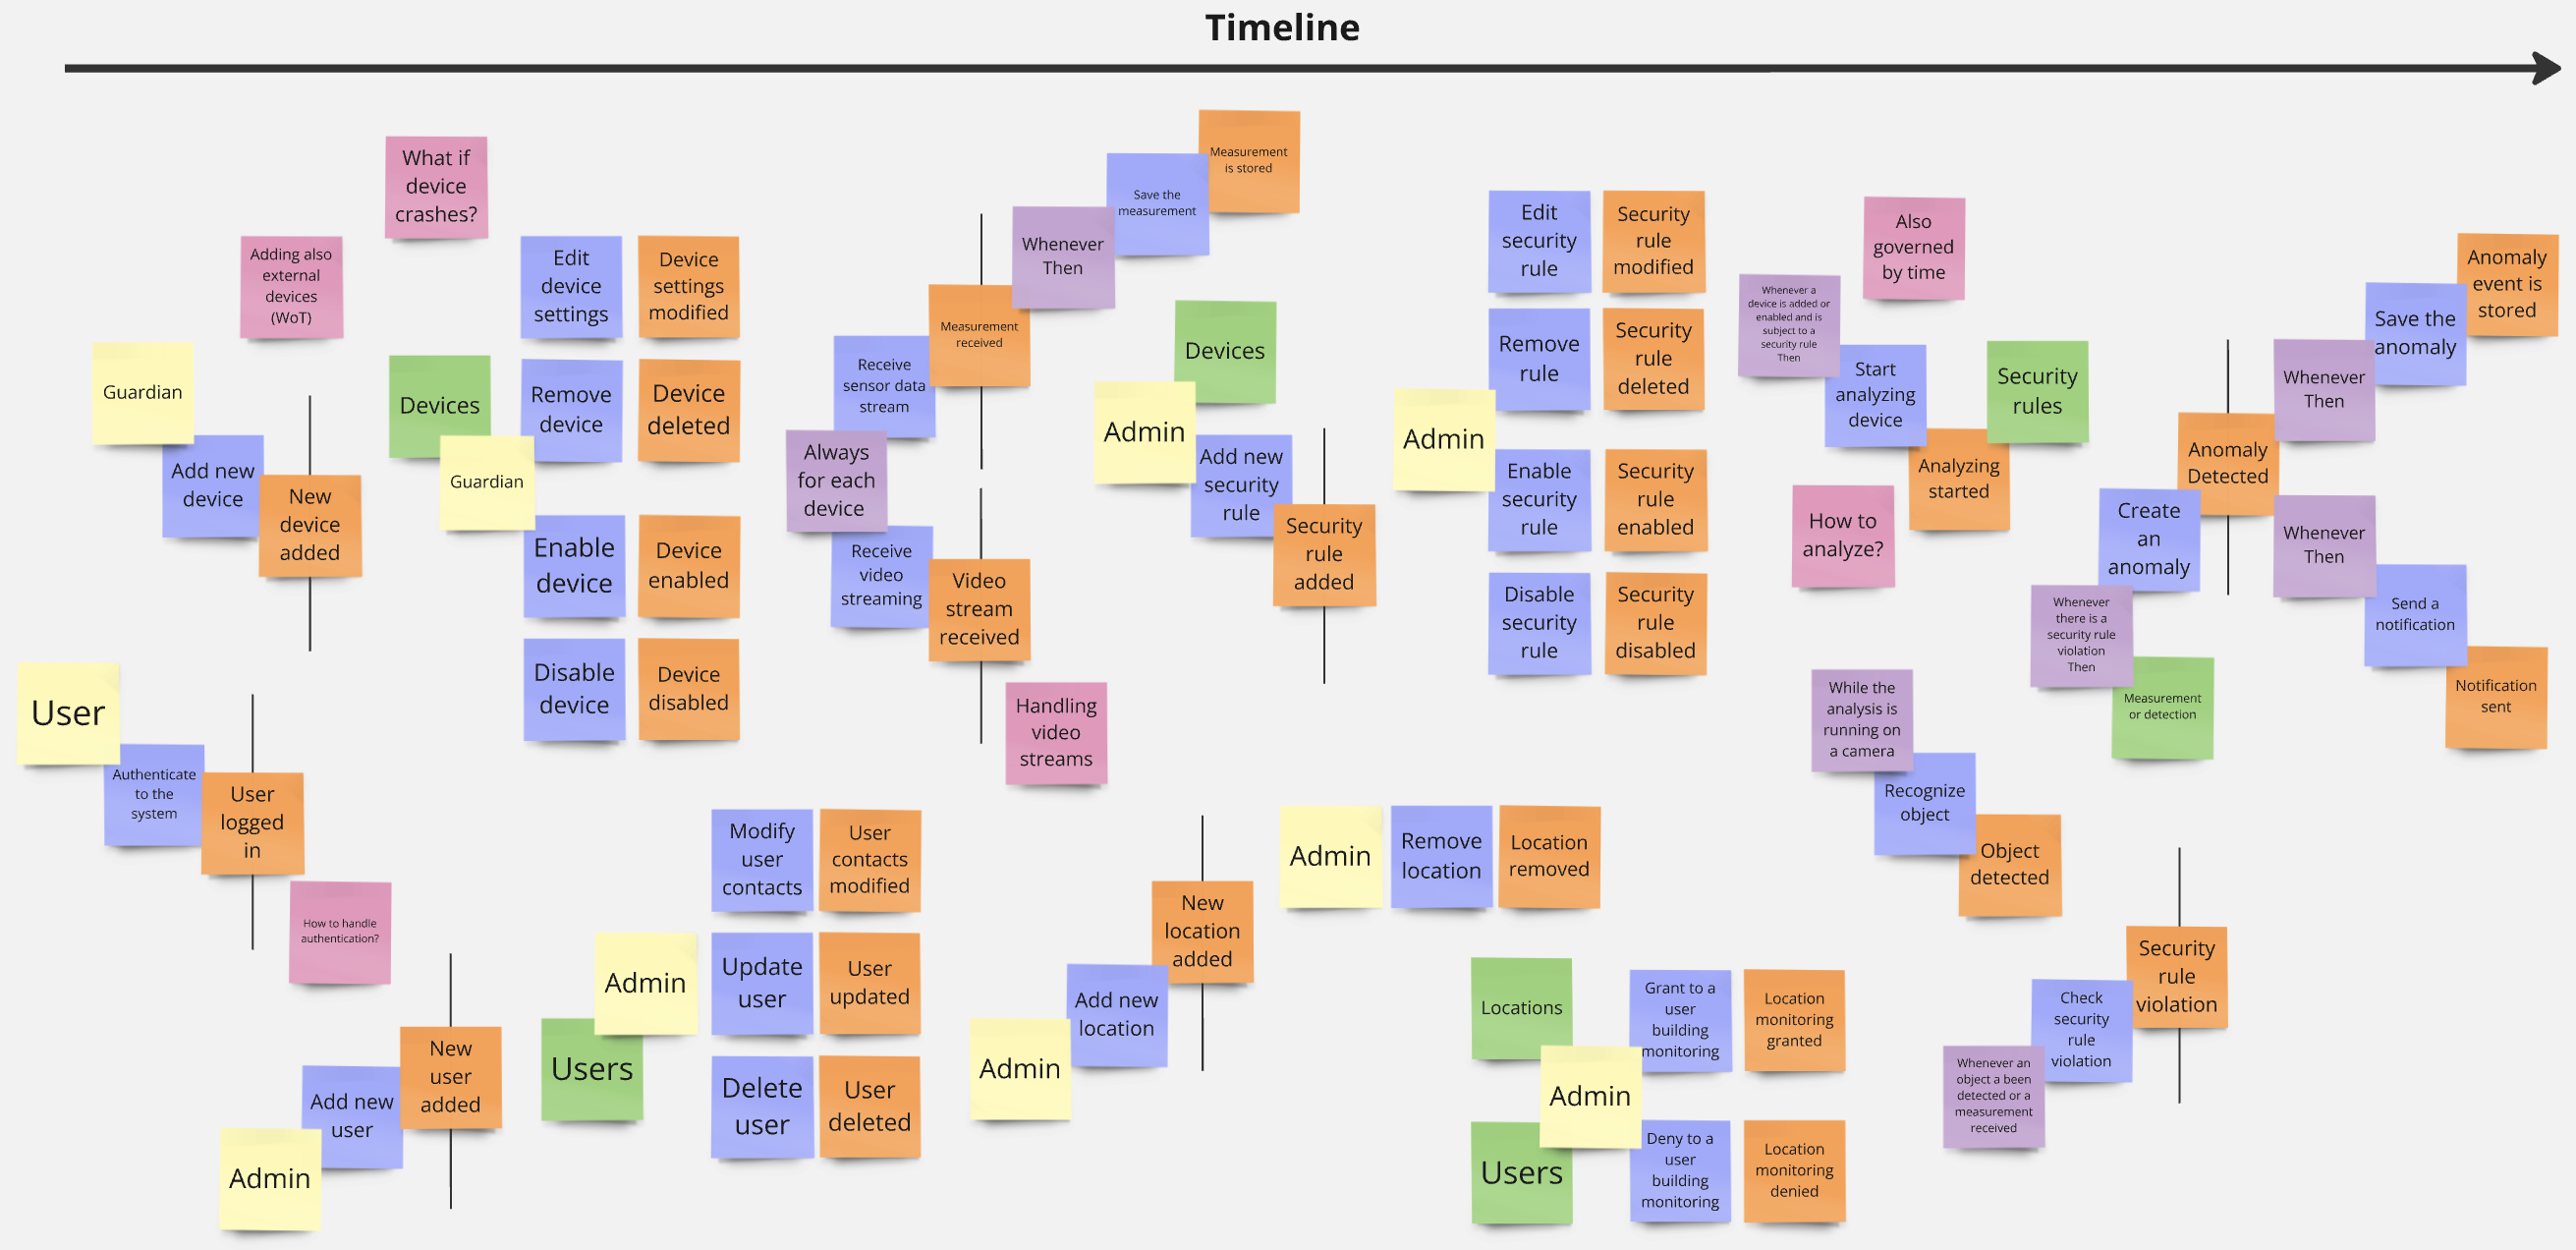 Timeline
What if
device
crashes?
Adding also
external
devices
(WoT)
Guardian
Add new
device
New
device
added
Devices
Guardian
Edit
device
settings
Device
settings
modified
Remove
device
Device
deleted
Enable
device
Device
enabled
Disable
device
Device
disabled
User
Authenticate
to the
system
User
logged
in
How to handle
authentication?
Admin
Add new
user
New
user
added
Admin
Users
Modify
user
contacts
User
contacts
modified
Update
user
User
updated
Delete
user
User
deleted
Always
for each
device
Receive
sensor data
stream
Measurement
received
Whenever
Then
Save the
measurement
Measurement
is stored
Receive
video
streaming
Video
stream
received
Handling
video
streams
Devices
Admin
Add new
security
rule
Security
rule
added
Admin
Edit
security
rule
Security
rule
modified
Remove
rule
Security
rule
deleted
Enable
security
rule
Security
rule
enabled
Disable
security
rule
Security
rule
disabled
Admin
Add new
location
New
location
added
Admin
Remove
location
Location
removed
Locations
Admin
Users
Grant to a
user
building
monitoring
Location
monitoring
granted
Deny to a
user
building
monitoring
Location
monitoring
denied
Also
governed
by time
Whenever a
device is added or
enabled and is
subject to a
security rule
Then
Start
analyzing
device
Analyzing
started
Security
rules
How to
analyze?
While the
analysis is
running on
a camera
Recognize
object
Object
detected
Whenever an
object a been
detected or a
measurement
received
Check
security
rule
violation
Security
rule
violation
Whenever
there is a
security rule
violation
Then
Measurement
or detection
Create
an
anomaly
Anomaly
Detected
Whenever
Then
Save the
anomaly
Anomaly
event is
stored
Whenever
Then
Send a
notification
Notification
sent